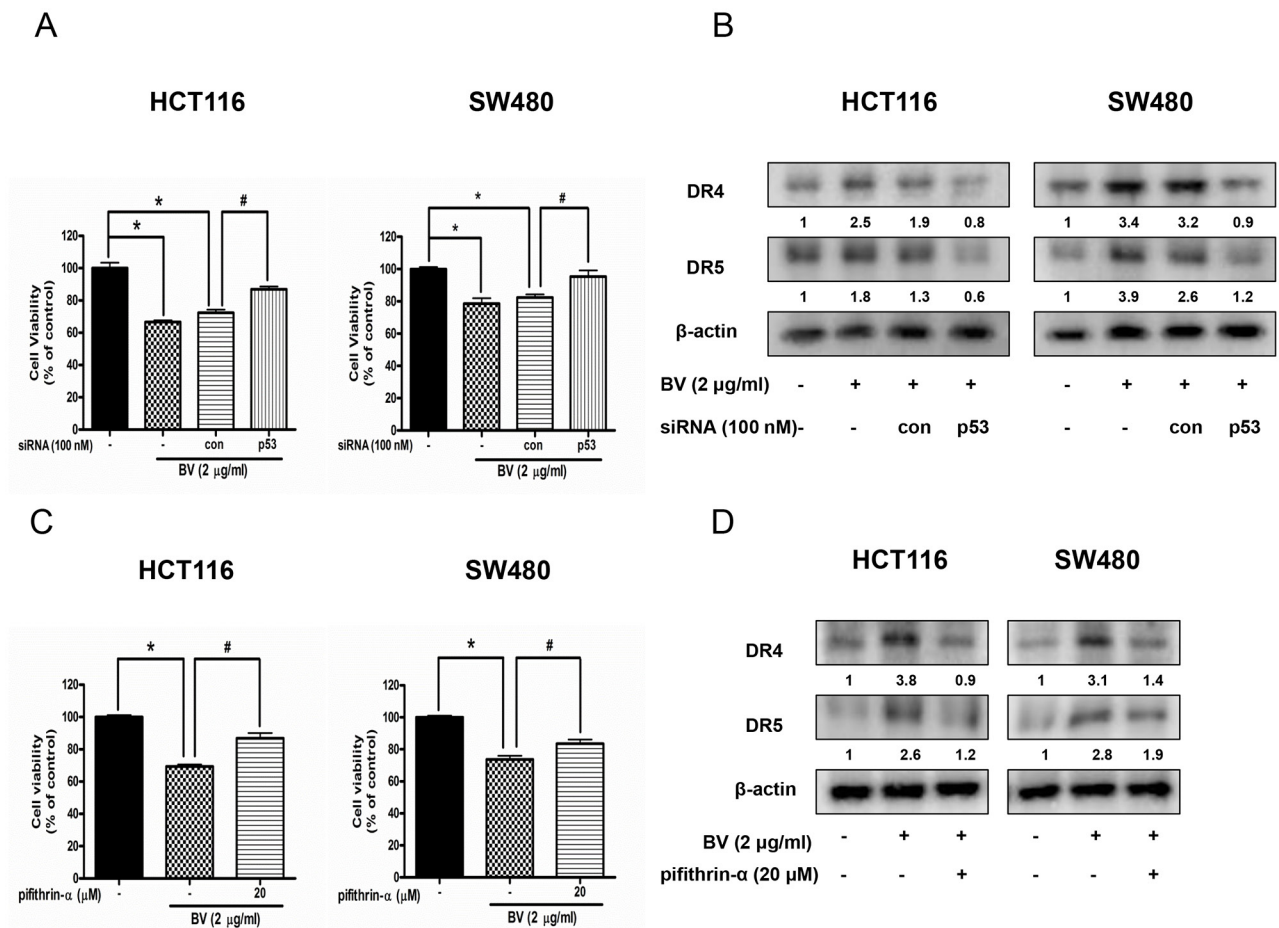 A
HCT116 SW480
* * #
* * #
Cell Viability
(% of control)
120
100
80
60
40
20
0
siRNA (100 nM) - - con p53
BV (2 μg/ml)
Cell Viability
(% of control)
120
100
80
60
40
20
0
siRNA (100 nM) - - con p53
BV (2 μg/ml)
B
HCT116 SW480
DR4
1 2.5 1.9 0.8 1 3.4 3.2 0.9
DR5
1 1.8 1.3 0.6 1 3.9 2.6 1.2
β-actin
BV (2 μg/ml) - + + + - + + +
siRNA (100 nM)- - con p53 - - con p53
C
HCT116 SW480
* #
* #
Cell viability
(% of control)
120
100
80
60
40
20
0
pifithrin-α (μM) - - 20
BV (2 μg/ml)
Cell viability
(% of control)
120
100
80
60
40
20
0
pifithrin-α (μM) - - 20
BV (2 μg/ml)
D
HCT116 SW480
DR4
1 3.8 0.9 1 3.1 1.4
DR5
1 2.6 1.2 1 2.8 1.9
β-actin
BV (2 μg/ml) - + + - + +
pifithrin-α (20 μM) - - + - - +